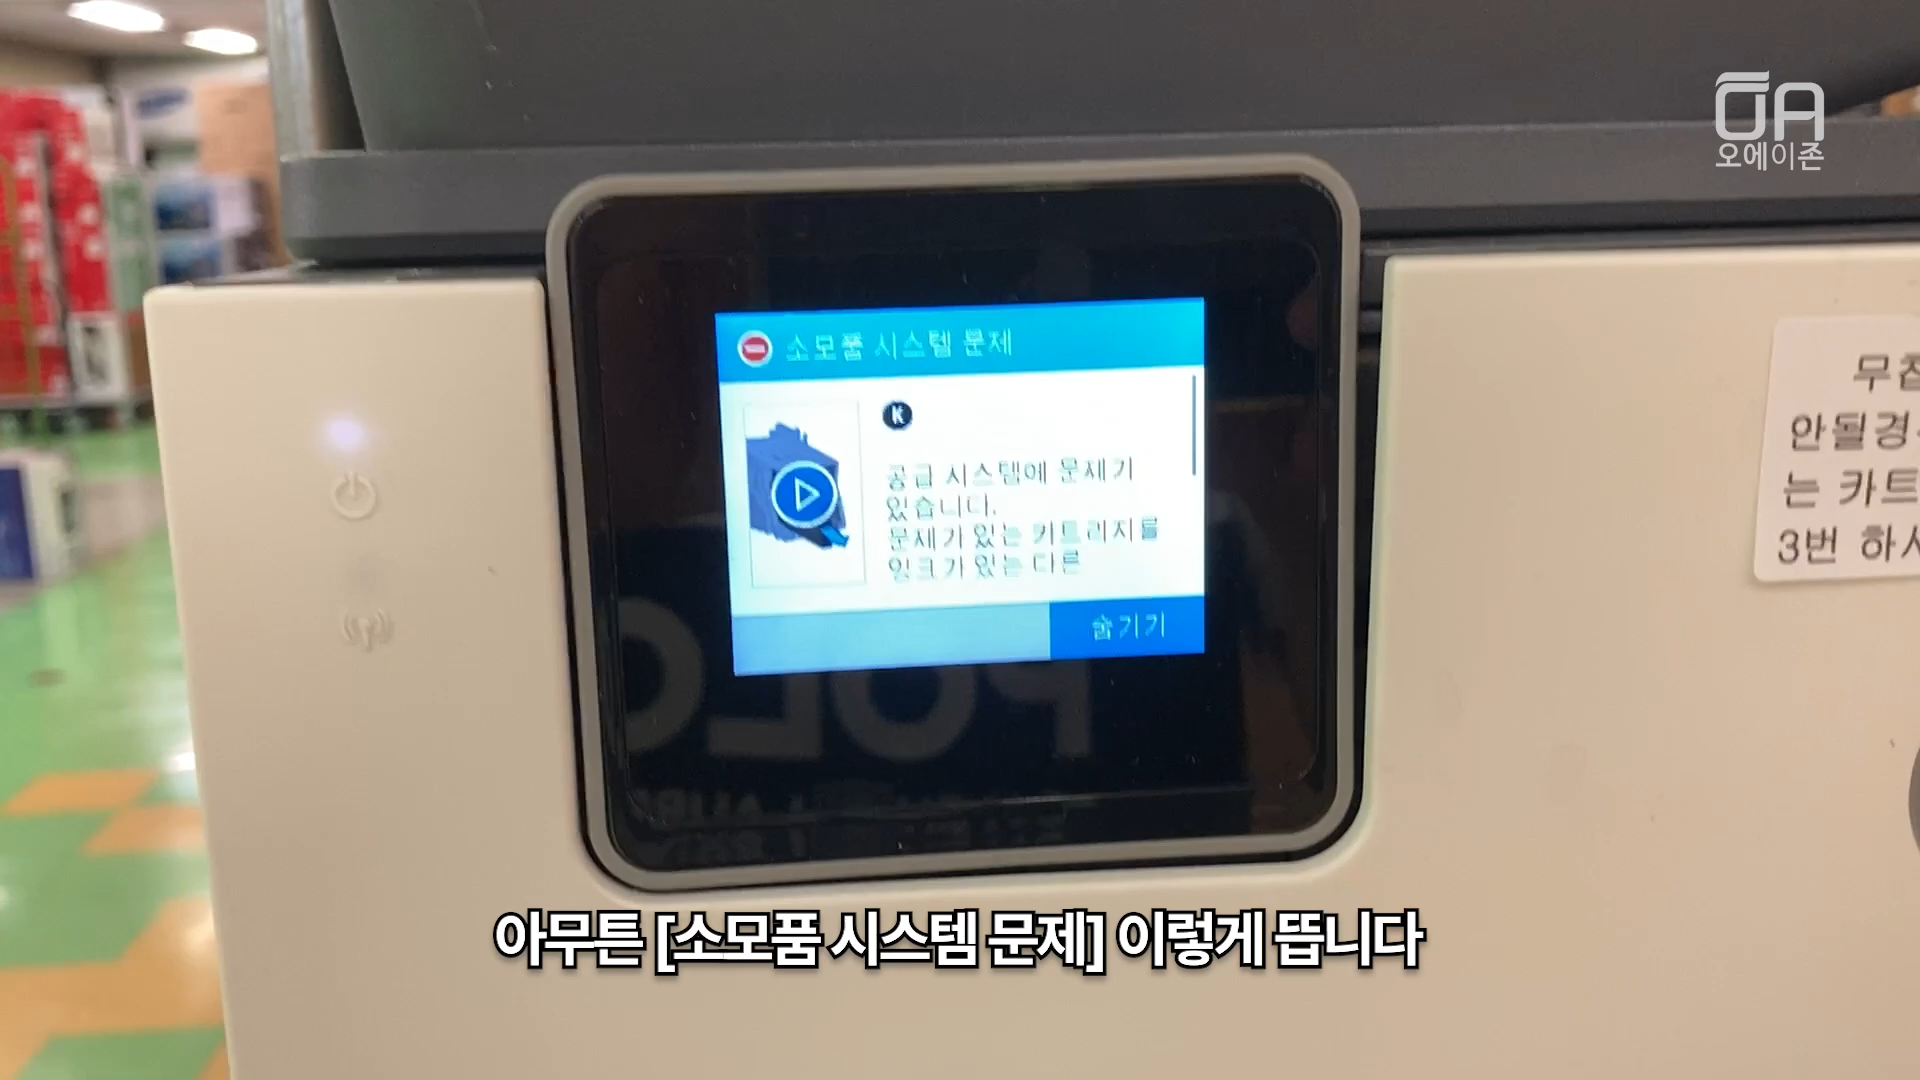 오에이존
소모품 시스템 문제
K
공급 시스템에 문제가
있습니다.
문제가 있는 카트리지를
잉크가 있는 다른
숨기기
무칩
안될경
는 카트
3번 하시
POLO
아무튼 [소모품 시스템 문제] 이렇게 뜹니다